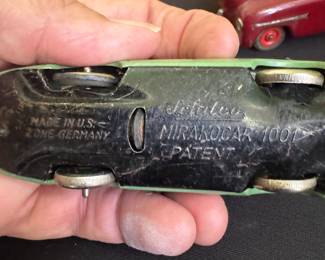 MADE IN U.S.-
ZONE GERMANY
Schuco
MIRAKOCAR 1001
PATENT